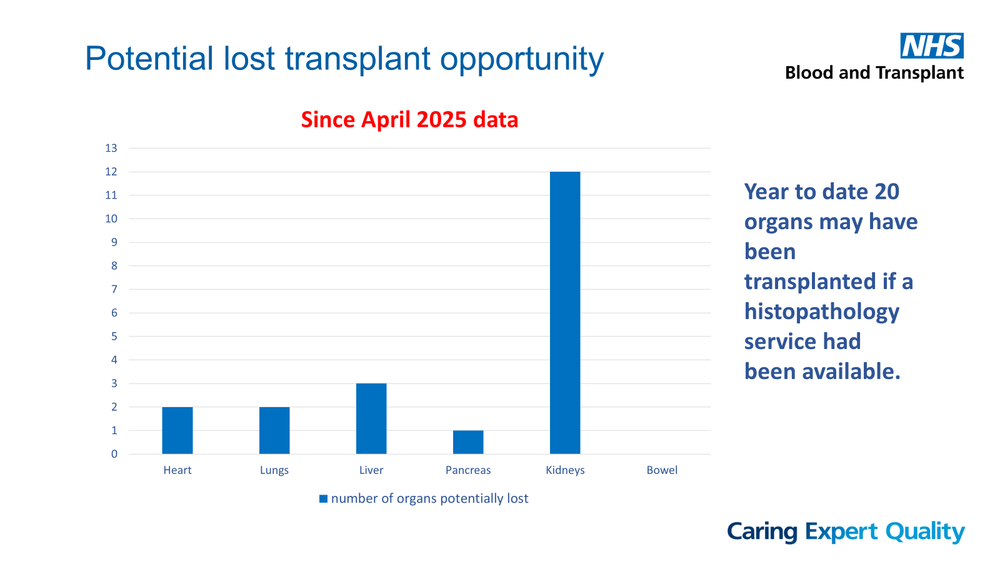 Potential lost transplant opportunity
NHS
Blood and Transplant
Since April 2025 data
13
12
11
10
9
8
7
6
5
4
3
2
1
0
Heart
Lungs
Liver
Pancreas
Kidneys
Bowel
number of organs potentially lost
Year to date 20
organs may have
been
transplanted if a
histopathology
service had
been available.
Caring Expert Quality